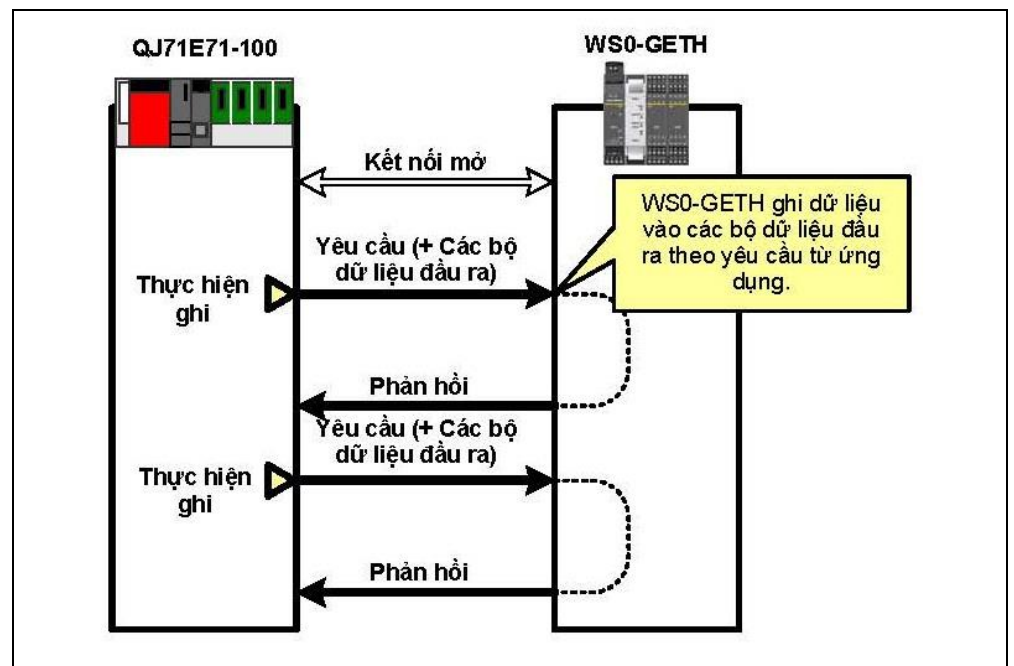 QJ71E71-100
WS0-GETH
Kết nối mở
WS0-GETH ghi dữ liệu
vào các bộ dữ liệu đầu
ra theo yêu cầu từ ứng
dụng.
Yêu cầu (+ Các bộ
dữ liệu đầu ra)
Thực hiện
ghi
Phản hồi
Yêu cầu (+ Các bộ
dữ liệu đầu ra)
Thực hiện
ghi
Phản hồi